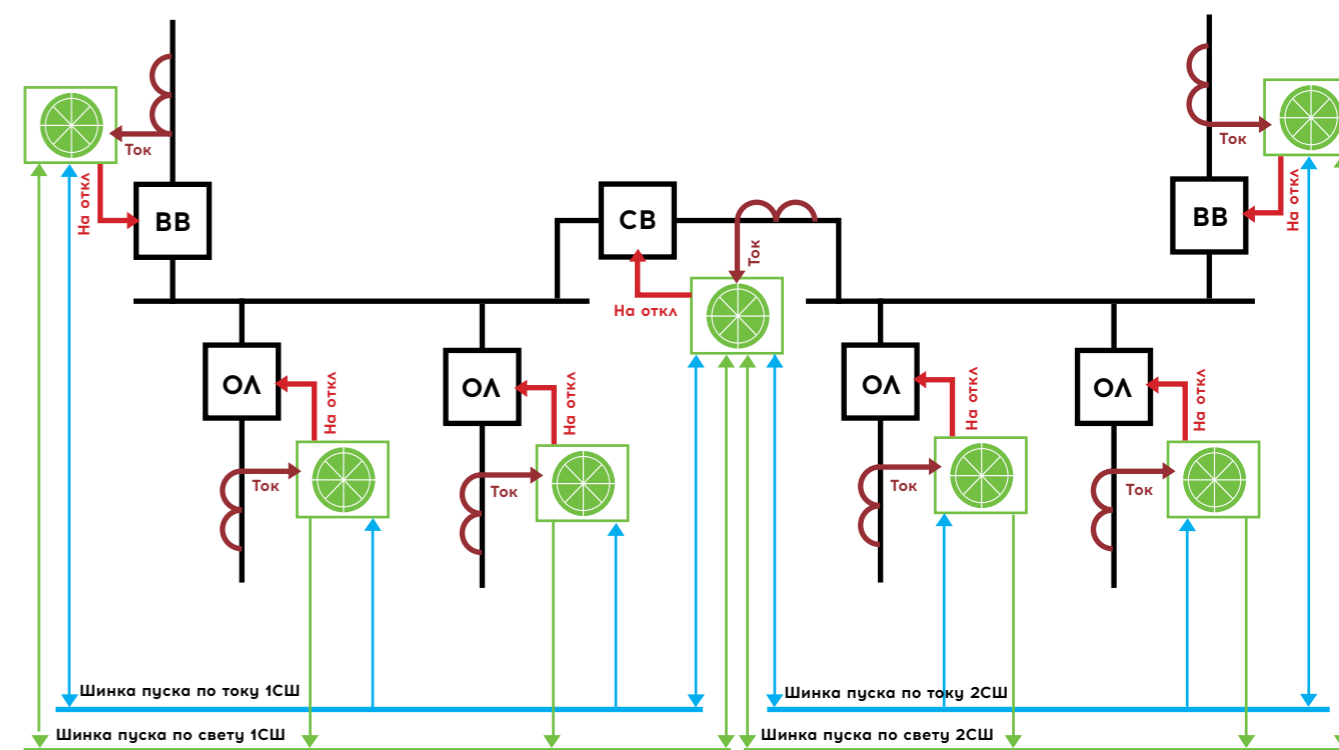 Ток
На откл
ВВ
СВ
Ток
На откл
Ток
На откл
ВВ
ОЛ
На откл
Ток
ОЛ
На откл
Ток
ОЛ
На откл
Ток
ОЛ
На откл
Ток
Шинка пуска по току 1СШ
Шинка пуска по току 2СШ
Шинка пуска по свету 1СШ
Шинка пуска по свету 2СШ